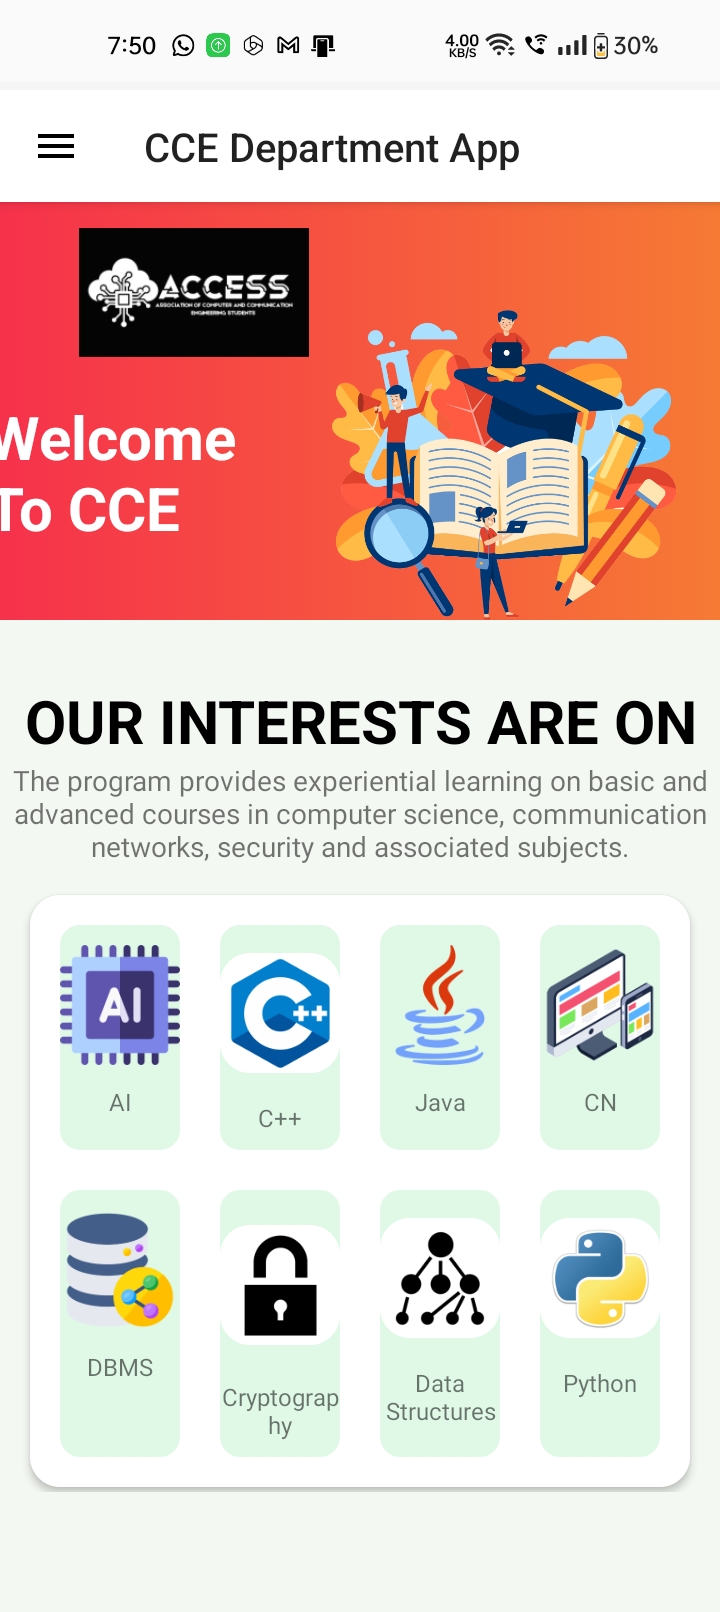 7:50
4.00
KB/S
30%
CCE Department App
ACCESS
ASSOCIATION OF COMPUTER AND COMMUNICATION
ENGINEERING STUDENTS
Welcome
To CCE
OUR INTERESTS ARE ON
The program provides experiential learning on basic and
advanced courses in computer science, communication
networks, security and associated subjects.
AI
C++
AI
C++
Java
CN
DBMS
Cryptograp
hy
Data
Structures
Python